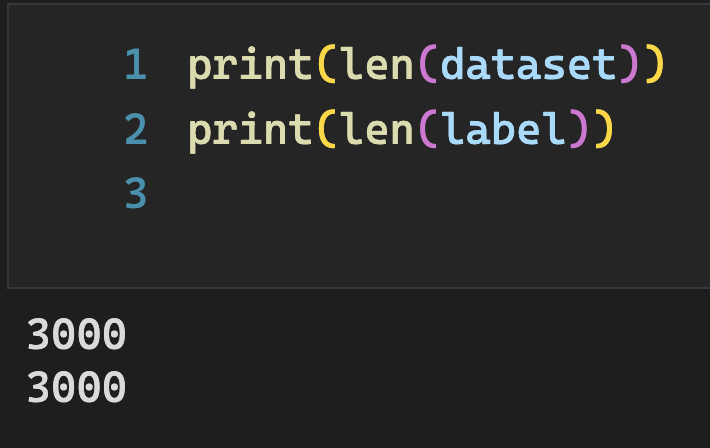 1 print(len(dataset))
2 print(len(label))
3
3000
3000